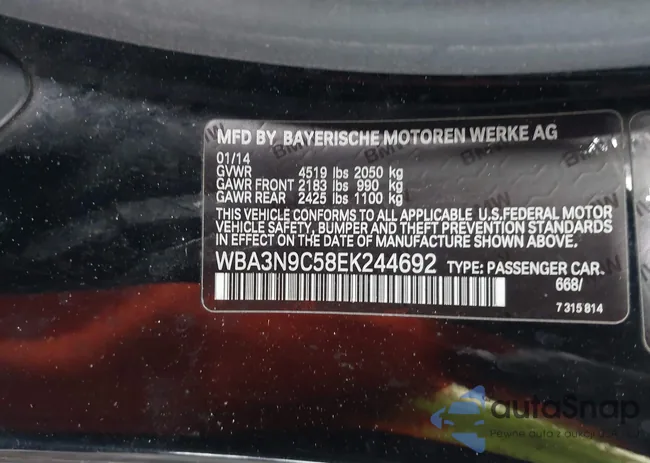 MFD BY BAYERISCHE MOTOREN WERKE AG
01/14
GVWR 4519 lbs 2050 kg
GAWR FRONT 2183 lbs 990 kg
GAWR REAR 2425 lbs 1100 kg
THIS VEHICLE CONFORMS TO ALL APPLICABLE U.S.FEDERAL MOTOR
VEHICLE SAFETY, BUMPER AND THEFT PREVENTION STANDARDS
IN EFFECT ON THE DATE OF MANUFACTURE SHOWN ABOVE.
WBA3N9C58EK244692 TYPE: PASSENGER CAR.
668/
7 315 814
autoSnap
Pewne auta z aukcji